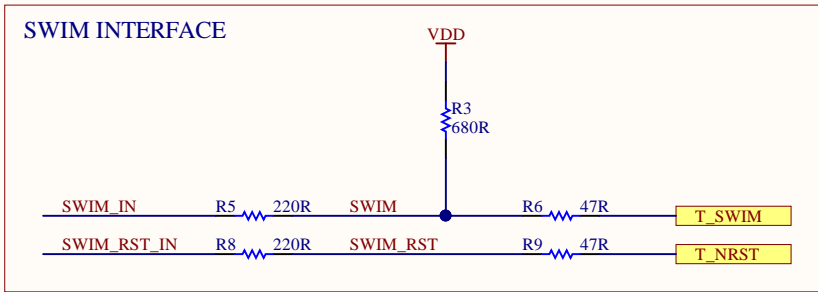 SWIM INTERFACE
VDD
R3
680R
SWIM_IN R5 220R SWIM R6 47R T_SWIM
SWIM_RST_IN R8 220R SWIM_RST R9 47R T_NRST